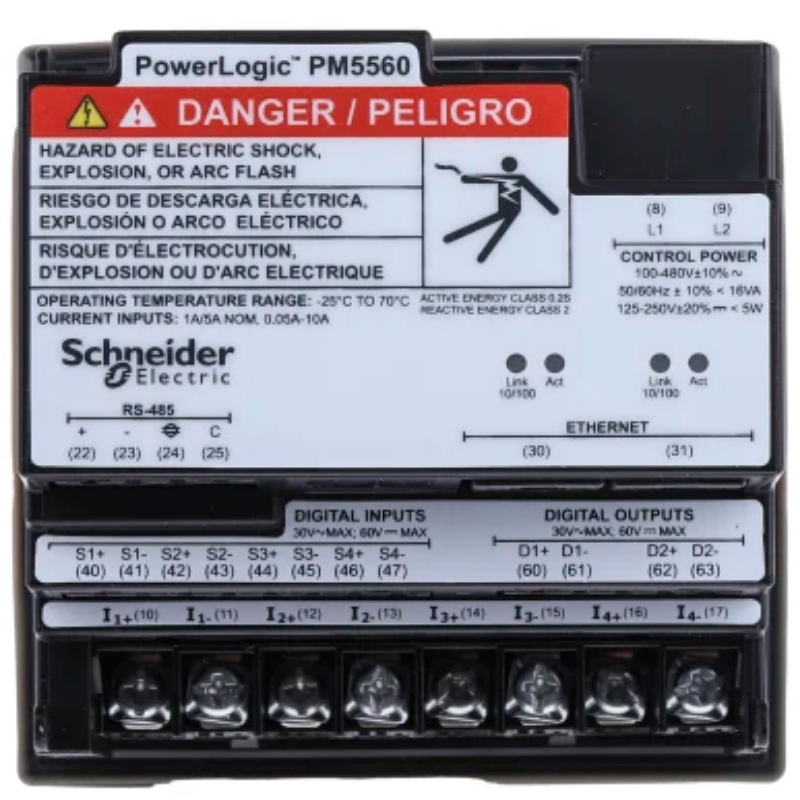 PowerLogic™ PM5560
DANGER / PELIGRO
HAZARD OF ELECTRIC SHOCK,
EXPLOSION, OR ARC FLASH
RIESGO DE DESCARGA ELÉCTRICA,
EXPLOSIÓN O ARCO ELÉCTRICO
RISQUE D'ÉLECTROCUTION,
D'EXPLOSION OU D'ARC ELECTRIQUE
OPERATING TEMPERATURE RANGE: -25°C TO 70°C
CURRENT INPUTS: 1A/5A NOM, 0.05A-10A
ACTIVE ENERGY CLASS 0.2S
REACTIVE ENERGY CLASS 2
(8) (9)
L1 L2
CONTROL POWER
100-480V±10% ~
50/60Hz ± 10% < 16VA
125-250V±20% ⎓ < 5W
Schneider
Electric
Link Act Link Act
10/100 10/100
RS-485
+ - C
(22) (23) (24) (25)
ETHERNET
(30) (31)
DIGITAL INPUTS
30V~MAX; 60V⎓ MAX
S1+ S1- S2+ S2- S3+ S3- S4+ S4-
(40) (41) (42) (43) (44) (45) (46) (47)
DIGITAL OUTPUTS
30V~MAX; 60V⎓ MAX
D1+ D1- D2+ D2-
(60) (61) (62) (63)
I1+(10) I1-(11) I2+(12) I2-(13) I3+(14) I3-(15) I4+(16) I4-(17)